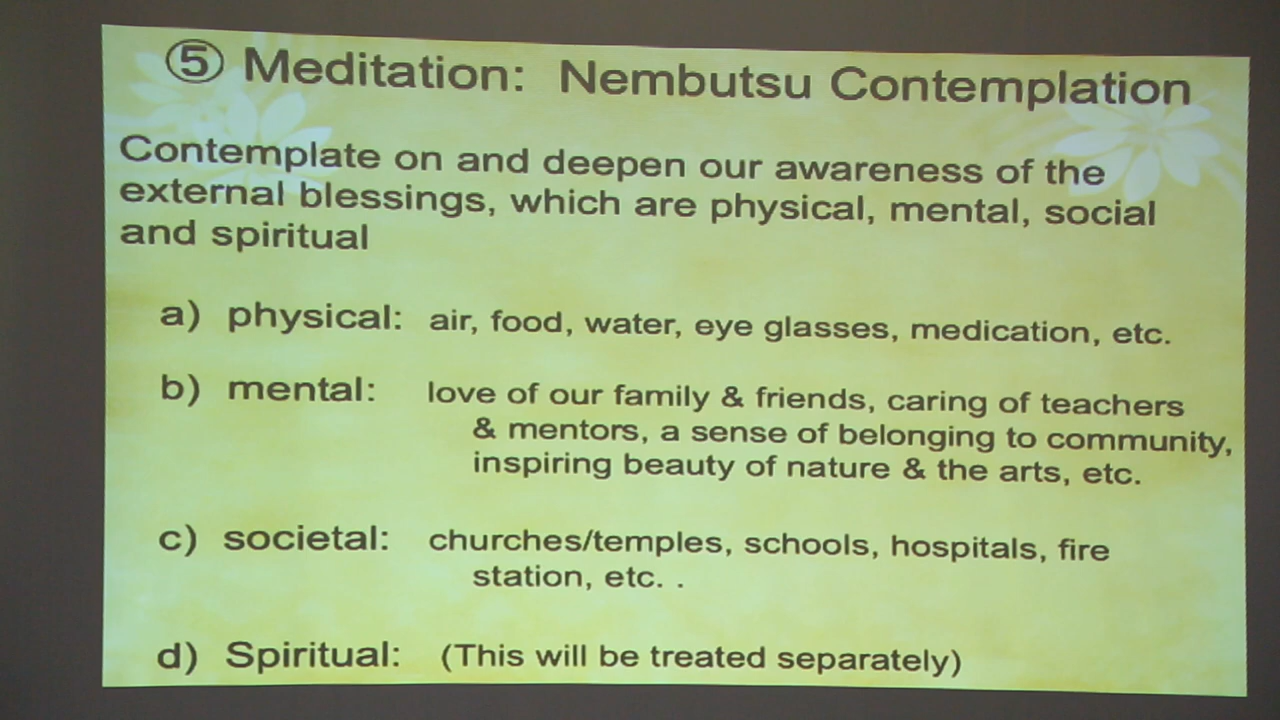 ⑤ Meditation: Nembutsu Contemplation
Contemplate on and deepen our awareness of the
external blessings, which are physical, mental, social
and spiritual
a) physical: air, food, water, eye glasses, medication, etc.
b) mental: love of our family & friends, caring of teachers
& mentors, a sense of belonging to community,
inspiring beauty of nature & the arts, etc.
c) societal: churches/temples, schools, hospitals, fire
station, etc. .
d) Spiritual: (This will be treated separately)